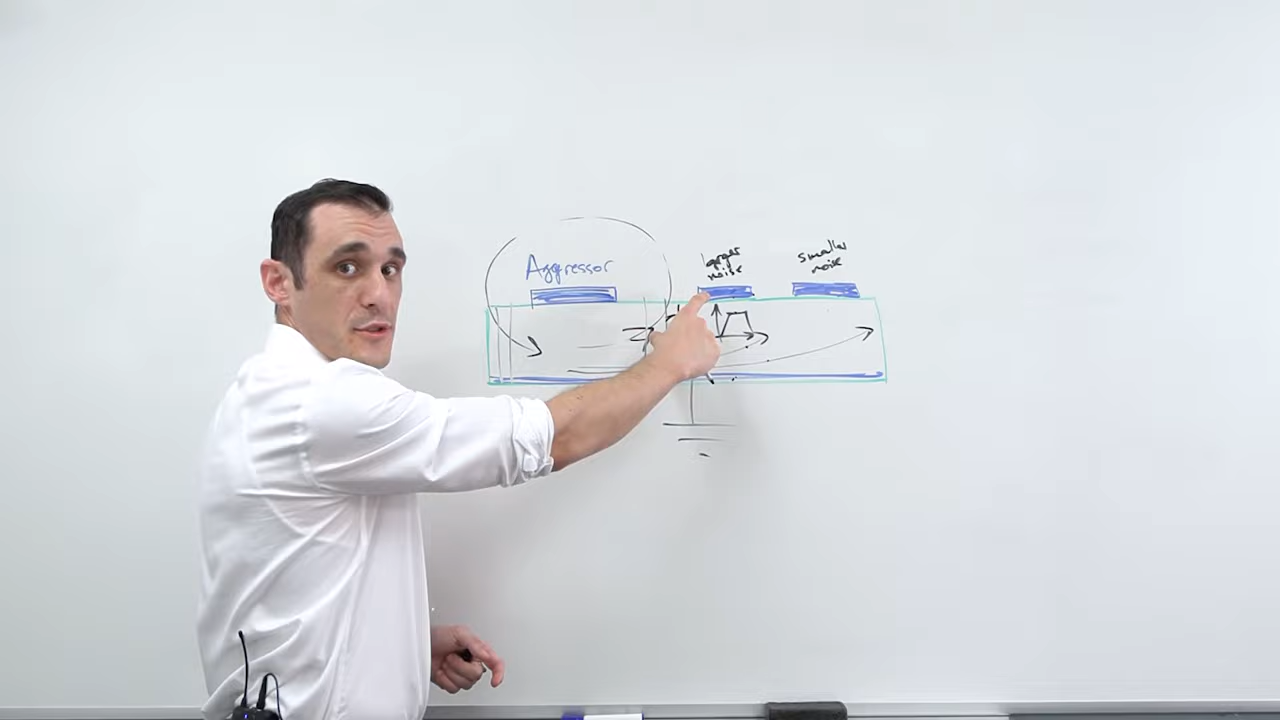 Aggressor
larger
noise
smaller
noise